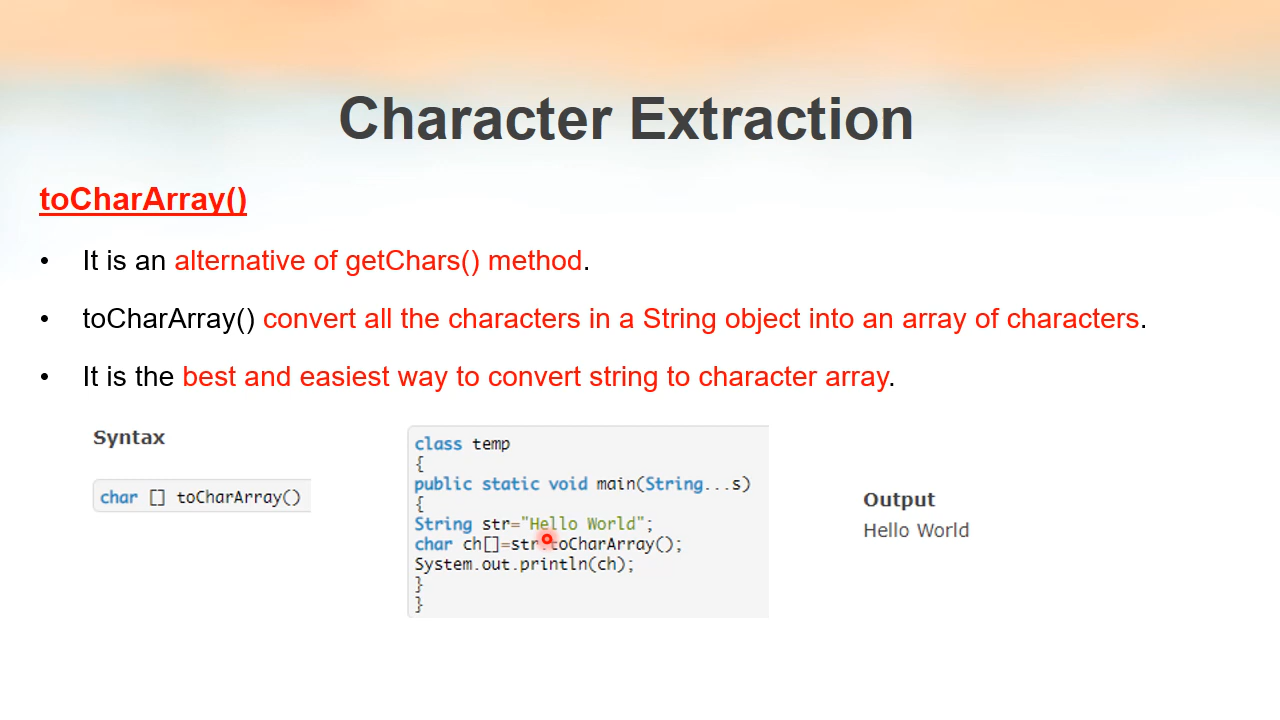 Character Extraction
toCharArray()
• It is an alternative of getChars() method.
• toCharArray() convert all the characters in a String object into an array of characters.
• It is the best and easiest way to convert string to character array.
Syntax
char [] toCharArray()
class temp
{
public static void main(String...s)
{
String str="Hello World";
char ch[]=str.toCharArray();
System.out.println(ch);
}
}
Output
Hello World